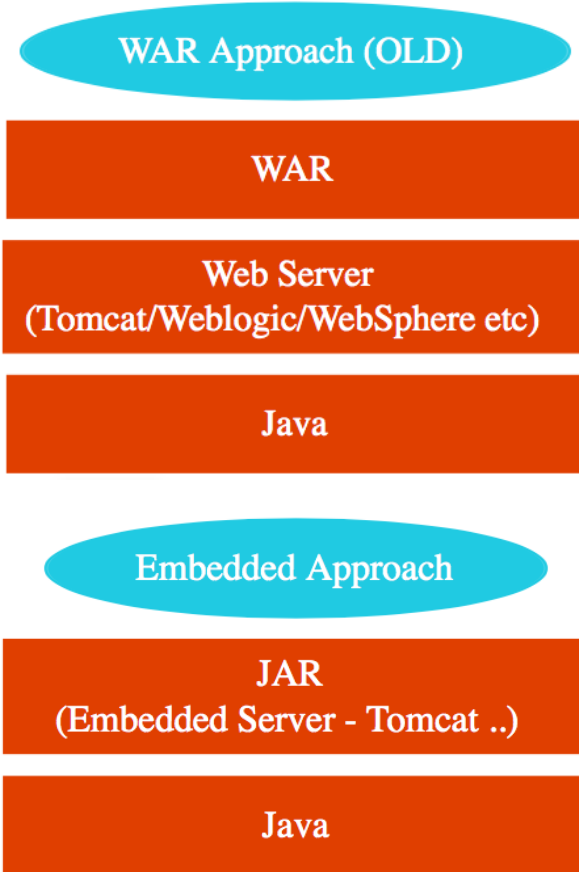 WAR Approach (OLD)
WAR
Web Server
(Tomcat/Weblogic/WebSphere etc)
Java
Embedded Approach
JAR
(Embedded Server - Tomcat ..)
Java